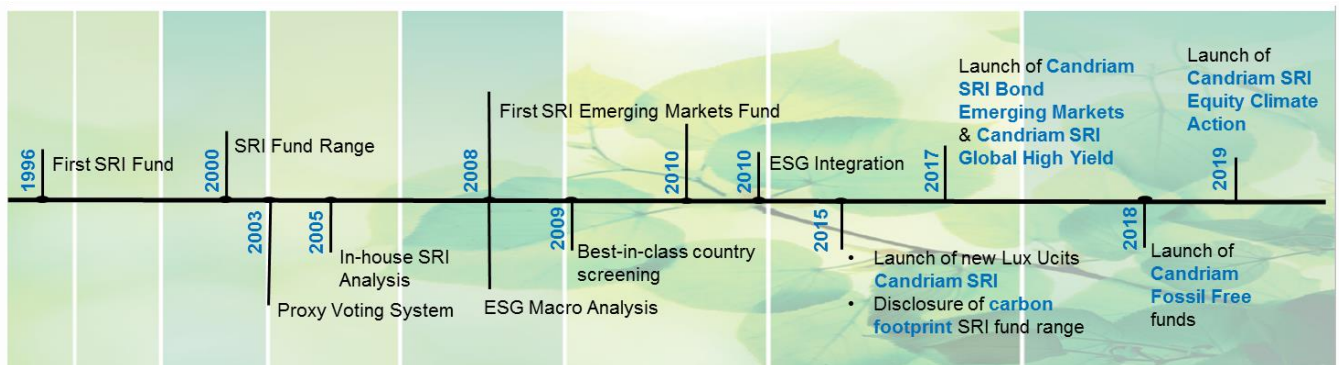 1996
First SRI Fund
2000
SRI Fund Range
2003
Proxy Voting System
2005
In-house SRI
Analysis
2008
First SRI Emerging Markets Fund
ESG Macro Analysis
2009
Best-in-class country
screening
2010
2010
ESG Integration
2015
• Launch of new Lux Ucits
Candriam SRI
• Disclosure of carbon
footprint SRI fund range
2017
Launch of Candriam
SRI Bond
Emerging Markets
& Candriam SRI
Global High Yield
2018
Launch of
Candriam
Fossil Free
funds
2019
Launch of
Candriam SRI
Equity Climate
Action